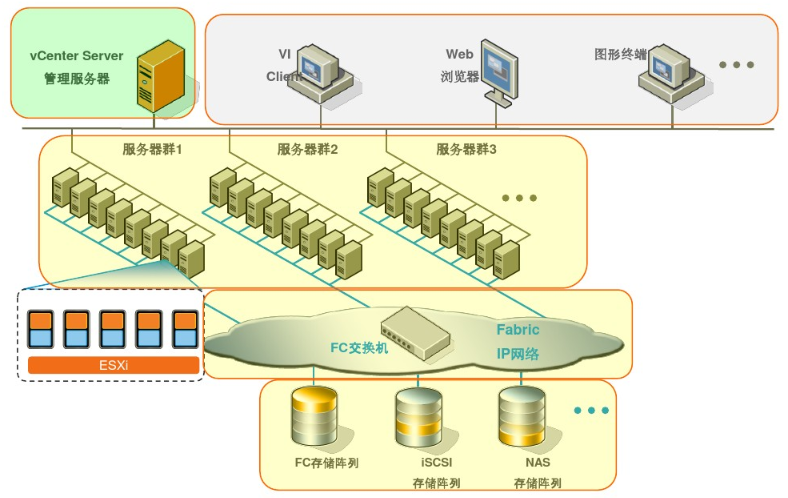 vCenter Server
管理服务器
VI
Client
Web
浏览器
图形终端
服务器群1
服务器群2
服务器群3
ESXi
FC交换机
Fabric
IP网络
FC存储阵列
iSCSI
存储阵列
NAS
存储阵列